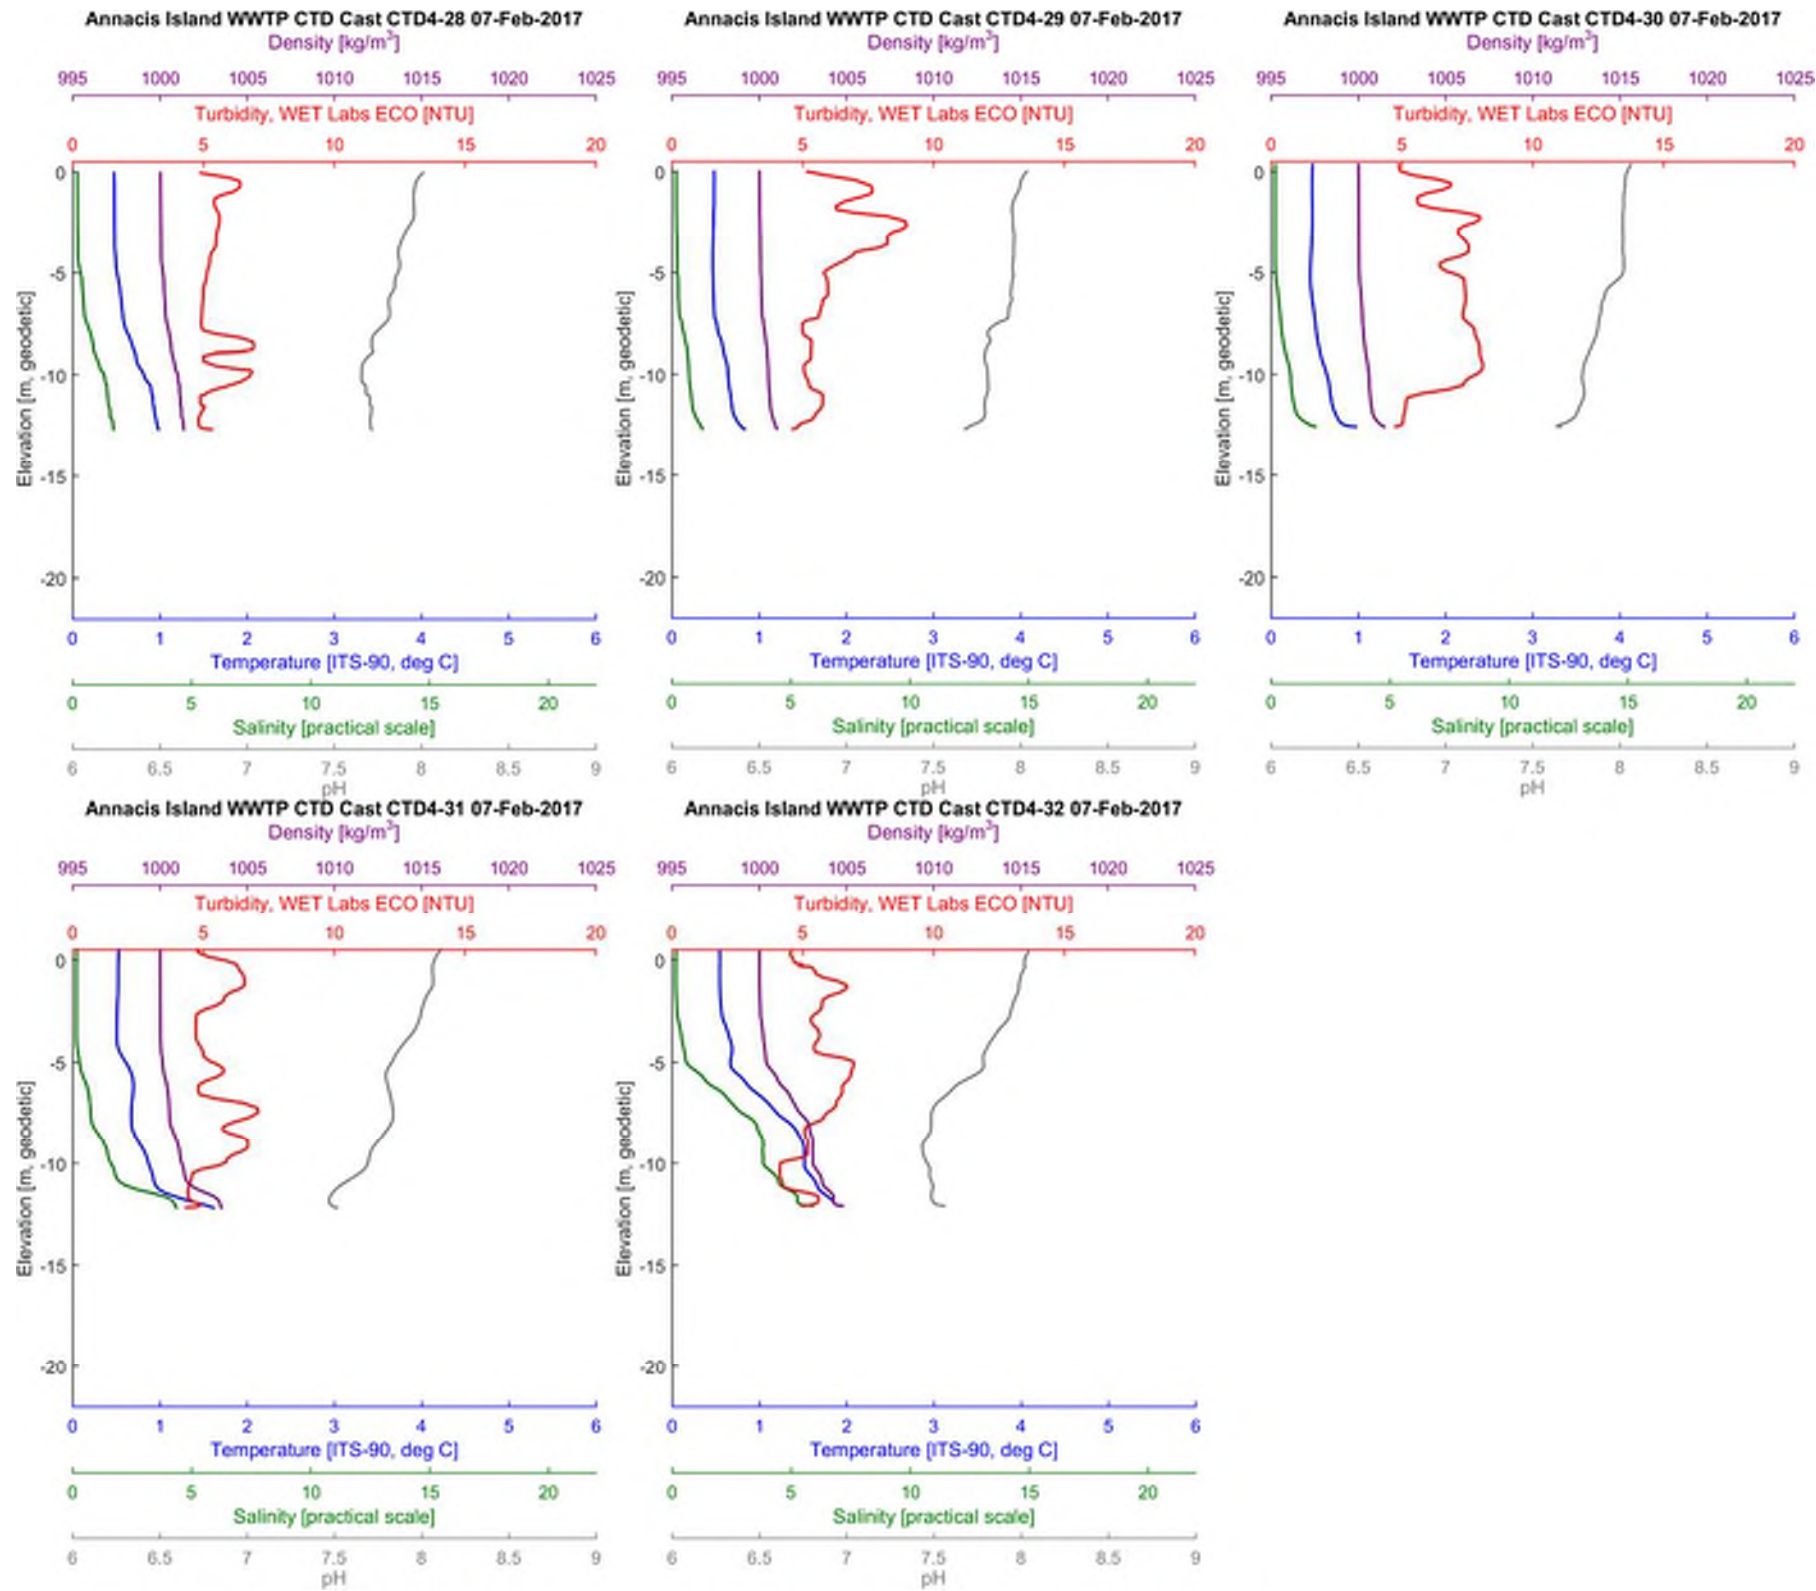 Annacis Island WWTP CTD Cast CTD4-28 07-Feb-2017
Density [kg/m3]
995 1000 1005 1010 1015 1020 1025
Turbidity, WET Labs ECO [NTU]
0 5 10 15 20
Elevation [m, geodetic]
0
-5
-10
-15
-20
0 1 2 3 4 5 6
Temperature [ITS-90, deg C]
0 5 10 15 20
Salinity [practical scale]
6 6.5 7 7.5 8 8.5 9
pH
Annacis Island WWTP CTD Cast CTD4-29 07-Feb-2017
Density [kg/m3]
995 1000 1005 1010 1015 1020 1025
Turbidity, WET Labs ECO [NTU]
0 5 10 15 20
Elevation [m, geodetic]
0
-5
-10
-15
-20
0 1 2 3 4 5 6
Temperature [ITS-90, deg C]
0 5 10 15 20
Salinity [practical scale]
6 6.5 7 7.5 8 8.5 9
pH
Annacis Island WWTP CTD Cast CTD4-30 07-Feb-2017
Density [kg/m3]
995 1000 1005 1010 1015 1020 1025
Turbidity, WET Labs ECO [NTU]
0 5 10 15 20
Elevation [m, geodetic]
0
-5
-10
-15
-20
0 1 2 3 4 5 6
Temperature [ITS-90, deg C]
0 5 10 15 20
Salinity [practical scale]
6 6.5 7 7.5 8 8.5 9
pH
Annacis Island WWTP CTD Cast CTD4-31 07-Feb-2017
Density [kg/m3]
995 1000 1005 1010 1015 1020 1025
Turbidity, WET Labs ECO [NTU]
0 5 10 15 20
Elevation [m, geodetic]
0
-5
-10
-15
-20
0 1 2 3 4 5 6
Temperature [ITS-90, deg C]
0 5 10 15 20
Salinity [practical scale]
6 6.5 7 7.5 8 8.5 9
pH
Annacis Island WWTP CTD Cast CTD4-32 07-Feb-2017
Density [kg/m3]
995 1000 1005 1010 1015 1020 1025
Turbidity, WET Labs ECO [NTU]
0 5 10 15 20
Elevation [m, geodetic]
0
-5
-10
-15
-20
0 1 2 3 4 5 6
Temperature [ITS-90, deg C]
0 5 10 15 20
Salinity [practical scale]
6 6.5 7 7.5 8 8.5 9
pH